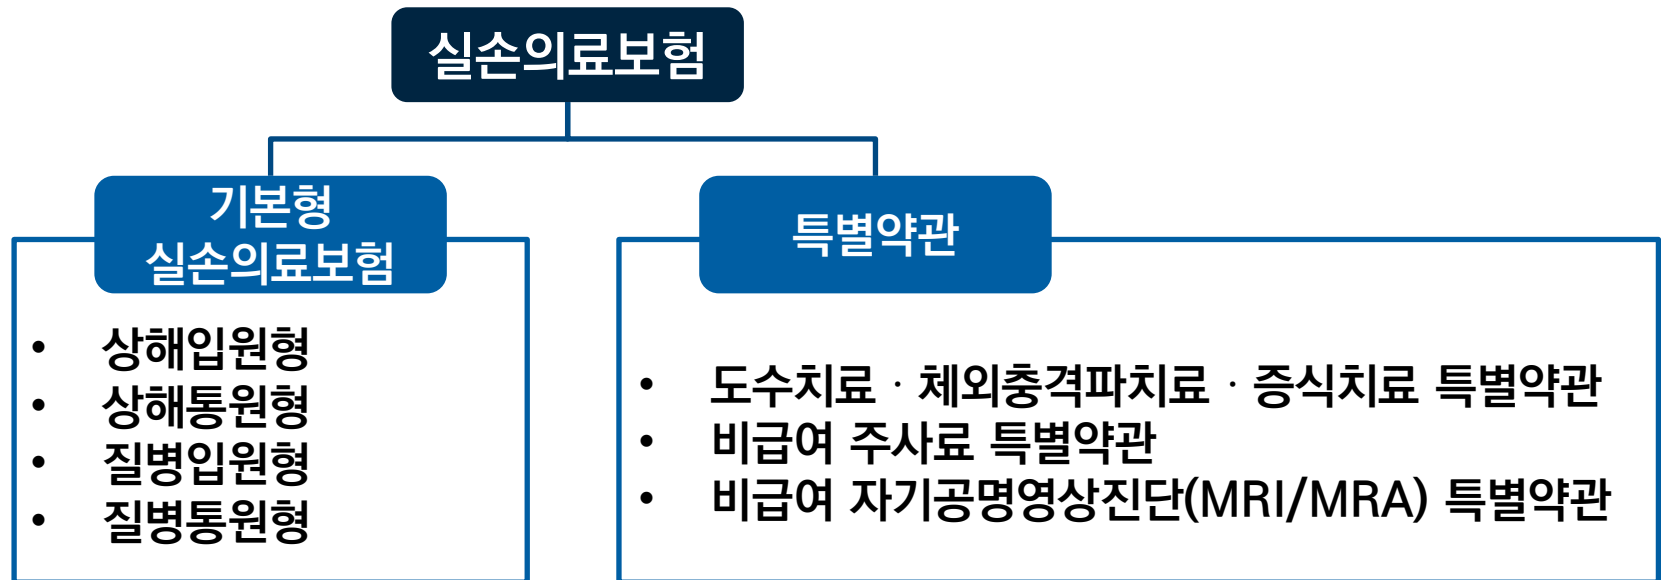 실손의료보험
기본형
실손의료보험
• 상해입원형
• 상해통원형
• 질병입원형
• 질병통원형
특별약관
• 도수치료 · 체외충격파치료 · 증식치료 특별약관
• 비급여 주사료 특별약관
• 비급여 자기공명영상진단(MRI/MRA) 특별약관